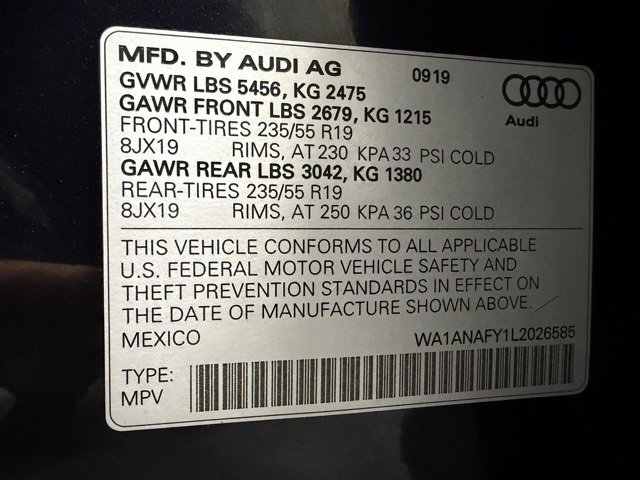 MFD. BY AUDI AG 0919
GVWR LBS 5456, KG 2475
GAWR FRONT LBS 2679, KG 1215
Audi
FRONT-TIRES 235/55 R19
8JX19 RIMS, AT 230 KPA 33 PSI COLD
GAWR REAR LBS 3042, KG 1380
REAR-TIRES 235/55 R19
8JX19 RIMS, AT 250 KPA 36 PSI COLD
THIS VEHICLE CONFORMS TO ALL APPLICABLE
U.S. FEDERAL MOTOR VEHICLE SAFETY AND
THEFT PREVENTION STANDARDS IN EFFECT ON
THE DATE OF MANUFACTURE SHOWN ABOVE.
MEXICO WA1ANAFY1L2026585
TYPE:
MPV